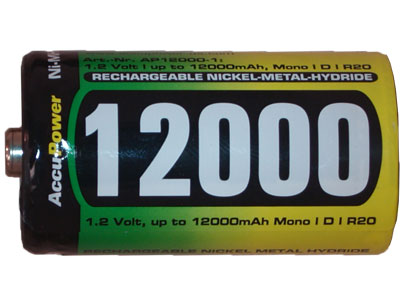 AccuPower
Ni-M
Art.-Nr. AP12000-1:
1.2 Volt | up to 12000mAh, Mono | D | R20
RECHARGEABLE NICKEL-METAL-HYDRIDE
12000
1.2 Volt, up to 12000mAh Mono | D | R20
RECHARGEABLE NICKEL METAL HYDRIDE